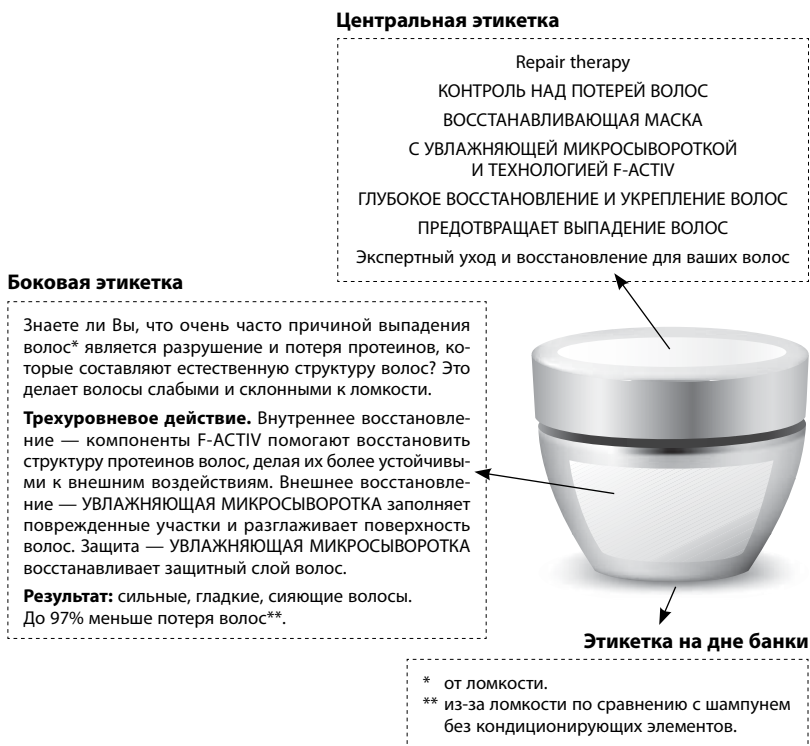 Центральная этикетка
Repair therapy
КОНТРОЛЬ НАД ПОТЕРЕЙ ВОЛОС
ВОССТАНАВЛИВАЮЩАЯ МАСКА
С УВЛАЖНЯЮЩЕЙ МИКРОСЫВОРОТКОЙ
И ТЕХНОЛОГИЕЙ F-ACTIV
ГЛУБОКОЕ ВОССТАНОВЛЕНИЕ И УКРЕПЛЕНИЕ ВОЛОС
ПРЕДОТВРАЩАЕТ ВЫПАДЕНИЕ ВОЛОС
Экспертный уход и восстановление для ваших волос
Боковая этикетка
Знаете ли Вы, что очень часто причиной выпадения
волос* является разрушение и потеря протеинов, ко-
торые составляют естественную структуру волос? Это
делает волосы слабыми и склонными к ломкости.
Трехуровневое действие. Внутреннее восстановле-
ние — компоненты F-ACTIV помогают восстановить
структуру протеинов волос, делая их более устойчивы-
ми к внешним воздействиям. Внешнее восстановле-
ние — УВЛАЖНЯЮЩАЯ МИКРОСЫВОРОТКА заполняет
поврежденные участки и разглаживает поверхность
волос. Защита — УВЛАЖНЯЮЩАЯ МИКРОСЫВОРОТКА
восстанавливает защитный слой волос.
Результат: сильные, гладкие, сияющие волосы.
До 97% меньше потеря волос**.
Этикетка на дне банки
* от ломкости.
** из-за ломкости по сравнению с шампунем
без кондиционирующих элементов.